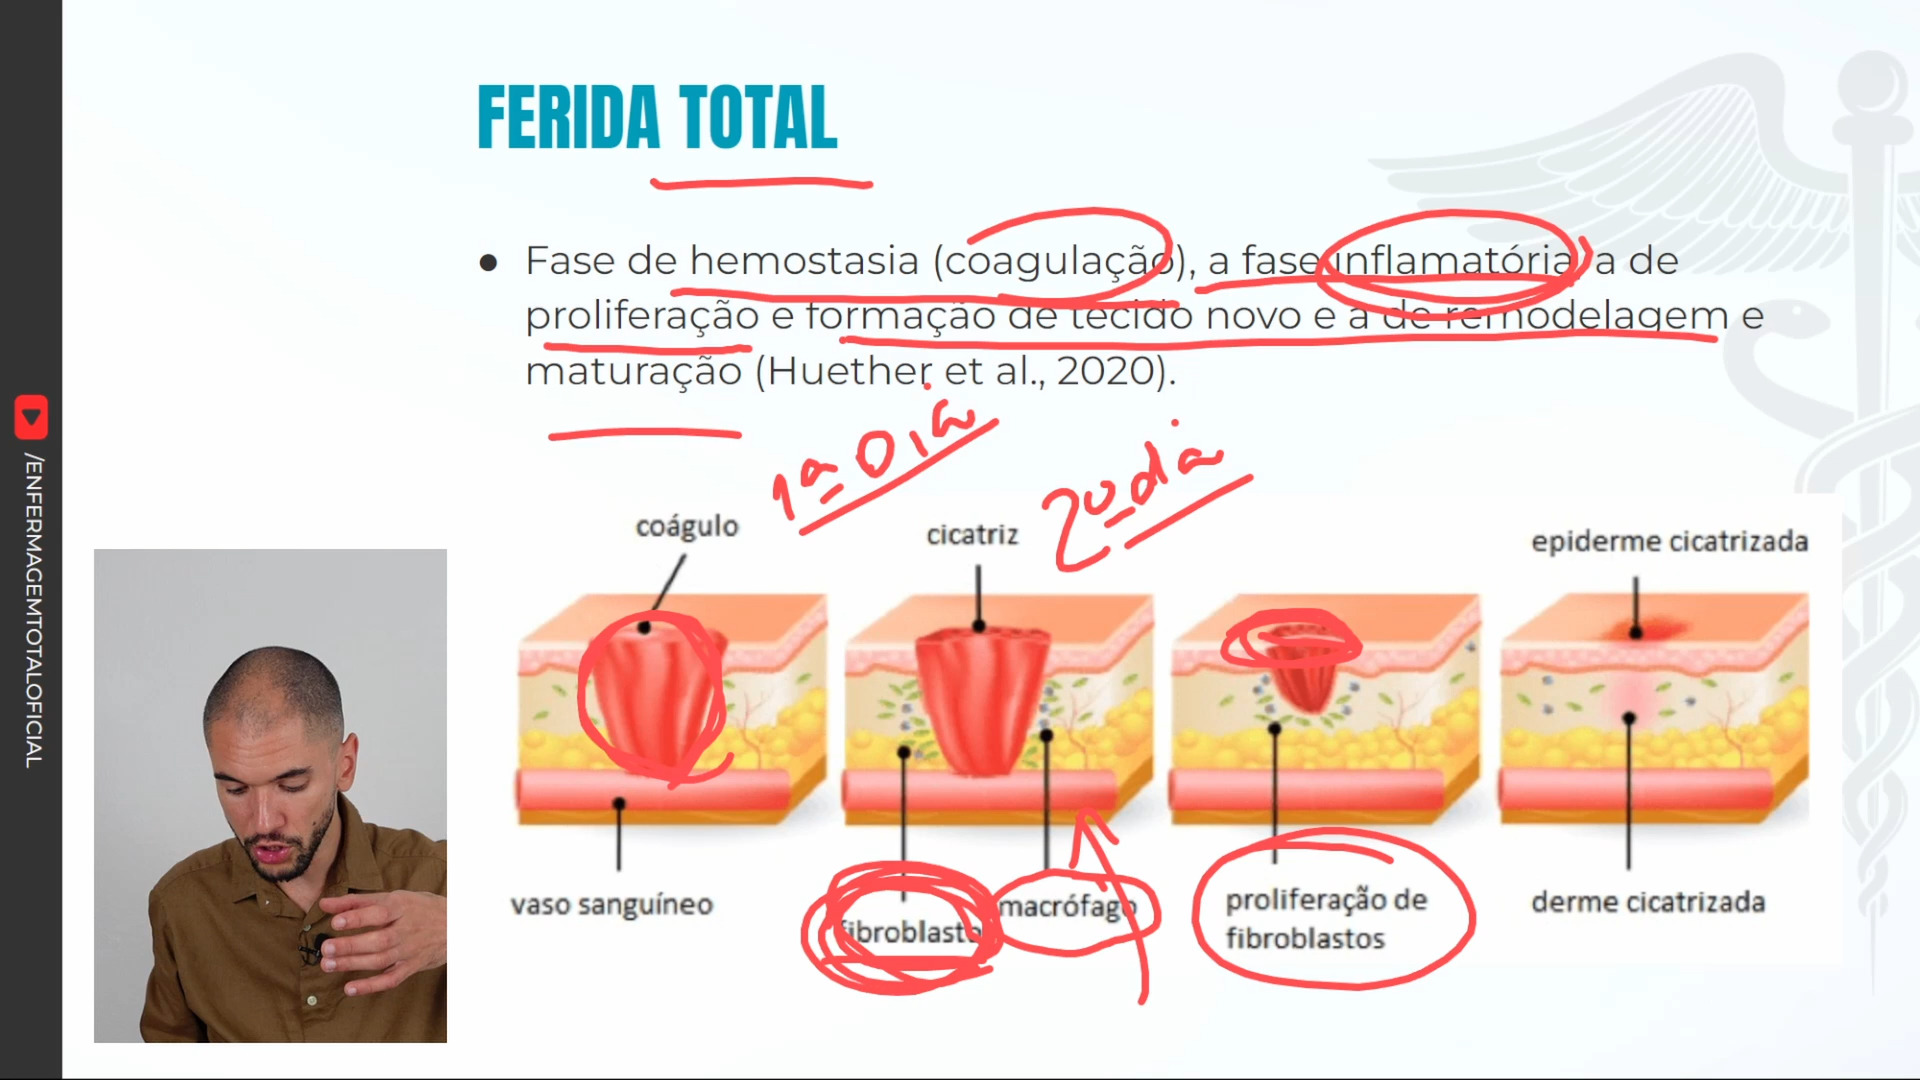 FERIDA TOTAL
● Fase de hemostasia (coagulação), a fase inflamatória, a de
proliferação e formação de tecido novo e a de remodelagem e
maturação (Huether et al., 2020).
1ª Dia
2º dia
coágulo
cicatriz
epiderme cicatrizada
vaso sanguíneo
fibroblasto
macrófago
proliferação de
fibroblastos
derme cicatrizada
/ENFERMAGEMTOTALOFICIAL